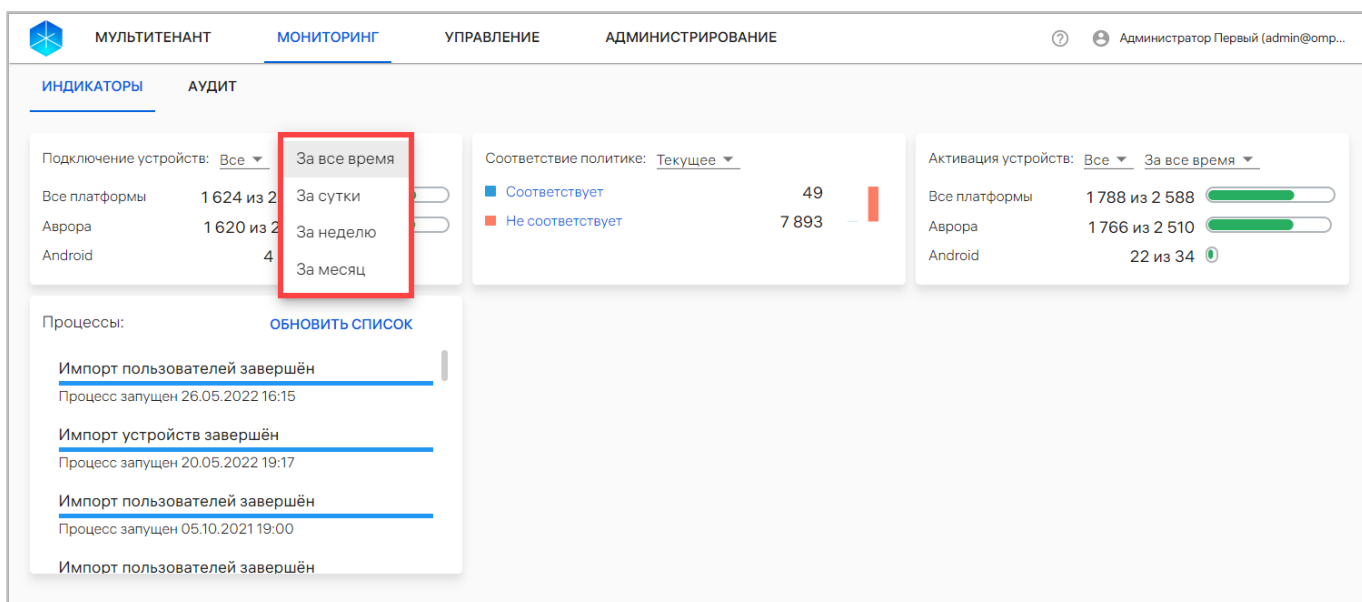 МУЛЬТИТЕНАНТ МОНИТОРИНГ УПРАВЛЕНИЕ АДМИНИСТРИРОВАНИЕ Администратор Первый (admin@omp...
ИНДИКАТОРЫ АУДИТ
Подключение устройств: Все
Все платформы 1 624 из 2
Аврора 1 620 из 2
Android 4
За все время
За сутки
За неделю
За месяц
Соответствие политике: Текущее
Соответствует 49
Не соответствует 7 893
Активация устройств: Все За все время
Все платформы 1 788 из 2 588
Аврора 1 766 из 2 510
Android 22 из 34
Процессы: ОБНОВИТЬ СПИСОК
Импорт пользователей завершён
Процесс запущен 26.05.2022 16:15
Импорт устройств завершён
Процесс запущен 20.05.2022 19:17
Импорт пользователей завершён
Процесс запущен 05.10.2021 19:00
Импорт пользователей завершён